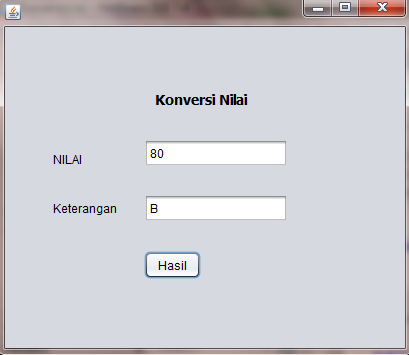 Konversi Nilai
NILAI 80
Keterangan B
Hasil